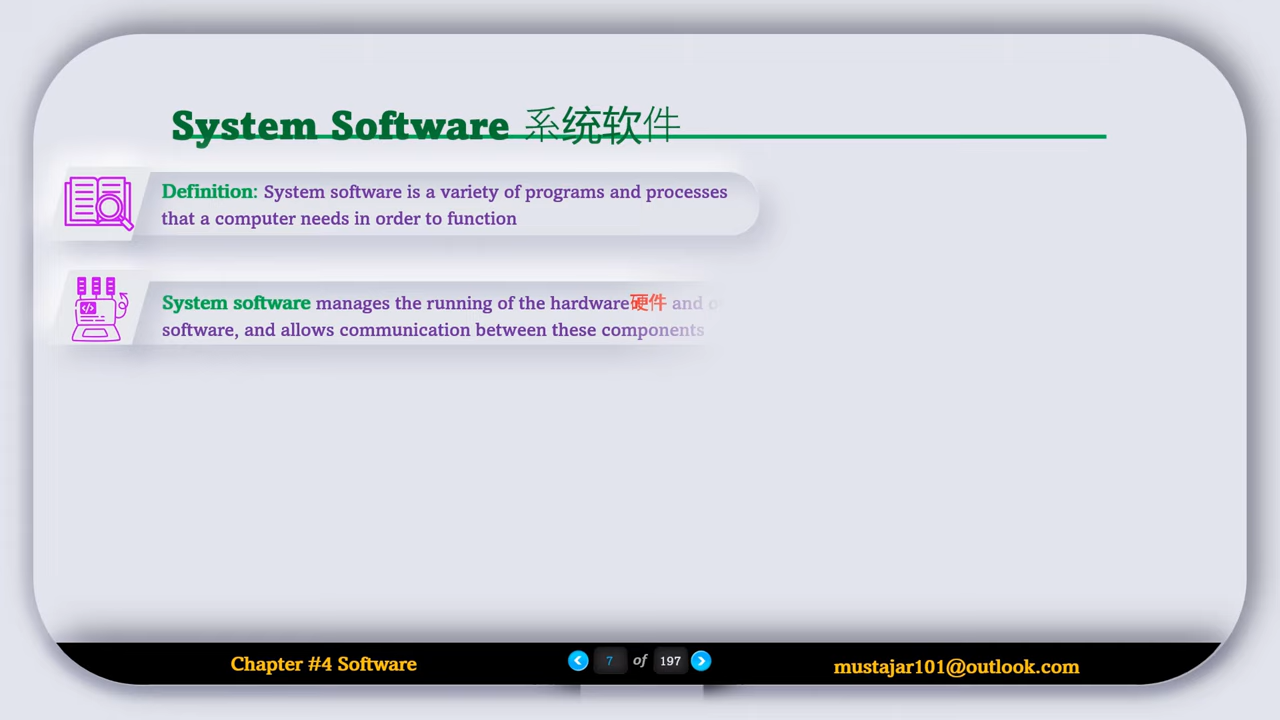 System Software 系统软件
Definition: System software is a variety of programs and processes
that a computer needs in order to function
System software manages the running of the hardware硬件 and
software, and allows communication between these components
Chapter #4 Software
7 of 197
mustajar101@outlook.com